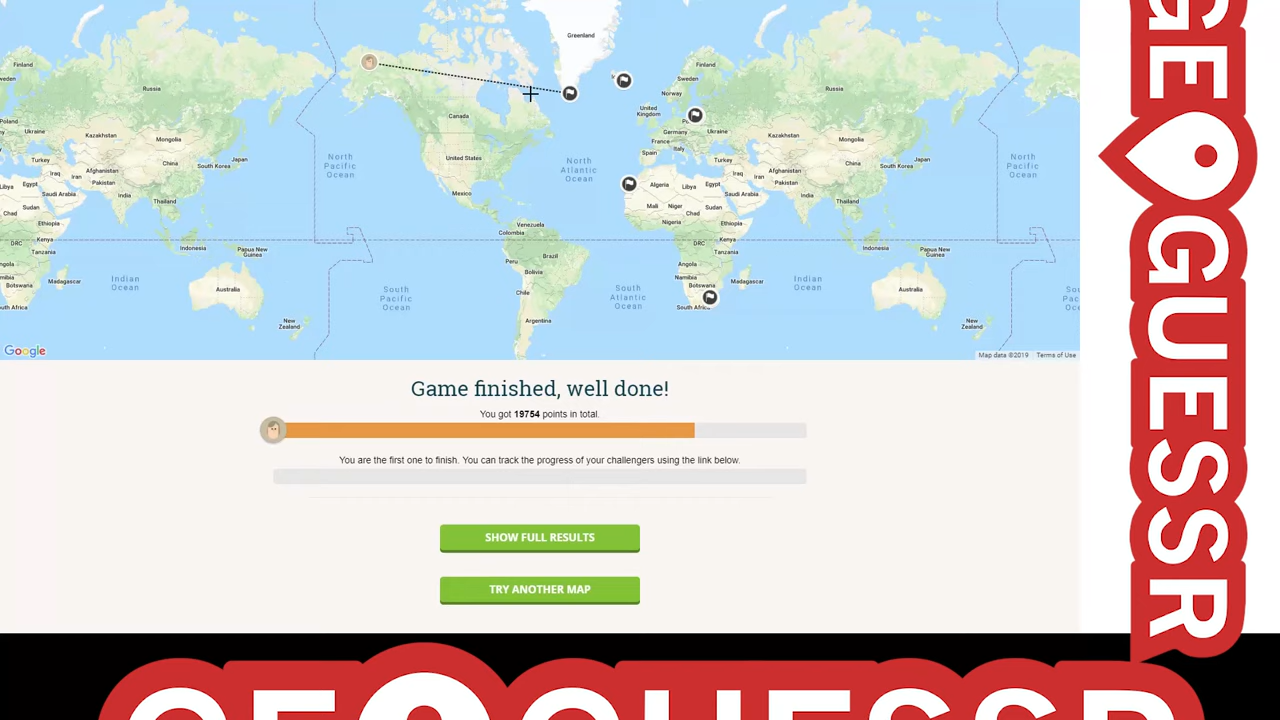 Greenland
Finland
Sweden
Norway
Russia
Canada
United Kingdom
Poland
Ukraine
Germany
France
Italy
Spain
Kazakhstan
Mongolia
Turkey
China
Japan
South Korea
Iraq
Iran
Afghanistan
Pakistan
Libya
Egypt
Saudi Arabia
India
Thailand
Algeria
Mali
Niger
Chad
Sudan
Nigeria
Ethiopia
DRC
Kenya
Tanzania
Angola
Namibia
Botswana
Madagascar
South Africa
United States
Mexico
Venezuela
Colombia
Peru
Brazil
Bolivia
Chile
Argentina
Indonesia
Papua New Guinea
Australia
New Zealand
North Pacific Ocean
North Atlantic Ocean
South Pacific Ocean
South Atlantic Ocean
Indian Ocean
Google
Map data ©2019
Terms of Use
Game finished, well done!
You got 19754 points in total.
You are the first one to finish. You can track the progress of your challengers using the link below.
SHOW FULL RESULTS
TRY ANOTHER MAP
GEOGUESSR
GEOGUESSR